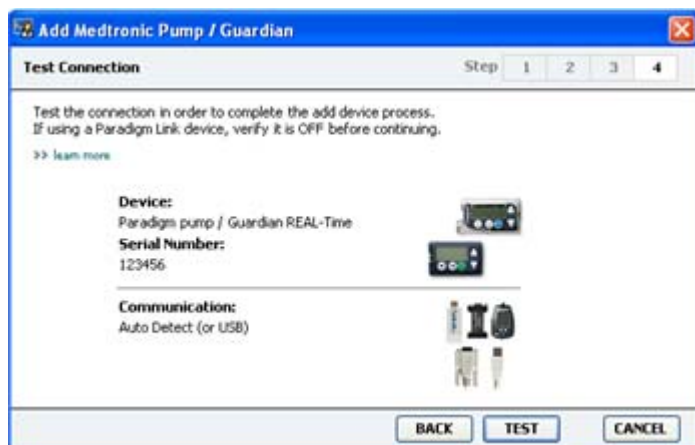 Add Medtronic Pump / Guardian
Test Connection
Step 1 2 3 4
Test the connection in order to complete the add device process.
If using a Paradigm Link device, verify it is OFF before continuing.
>> learn more
Device:
Paradigm pump / Guardian REAL-Time
Serial Number:
123456
Communication:
Auto Detect (or USB)
BACK TEST CANCEL